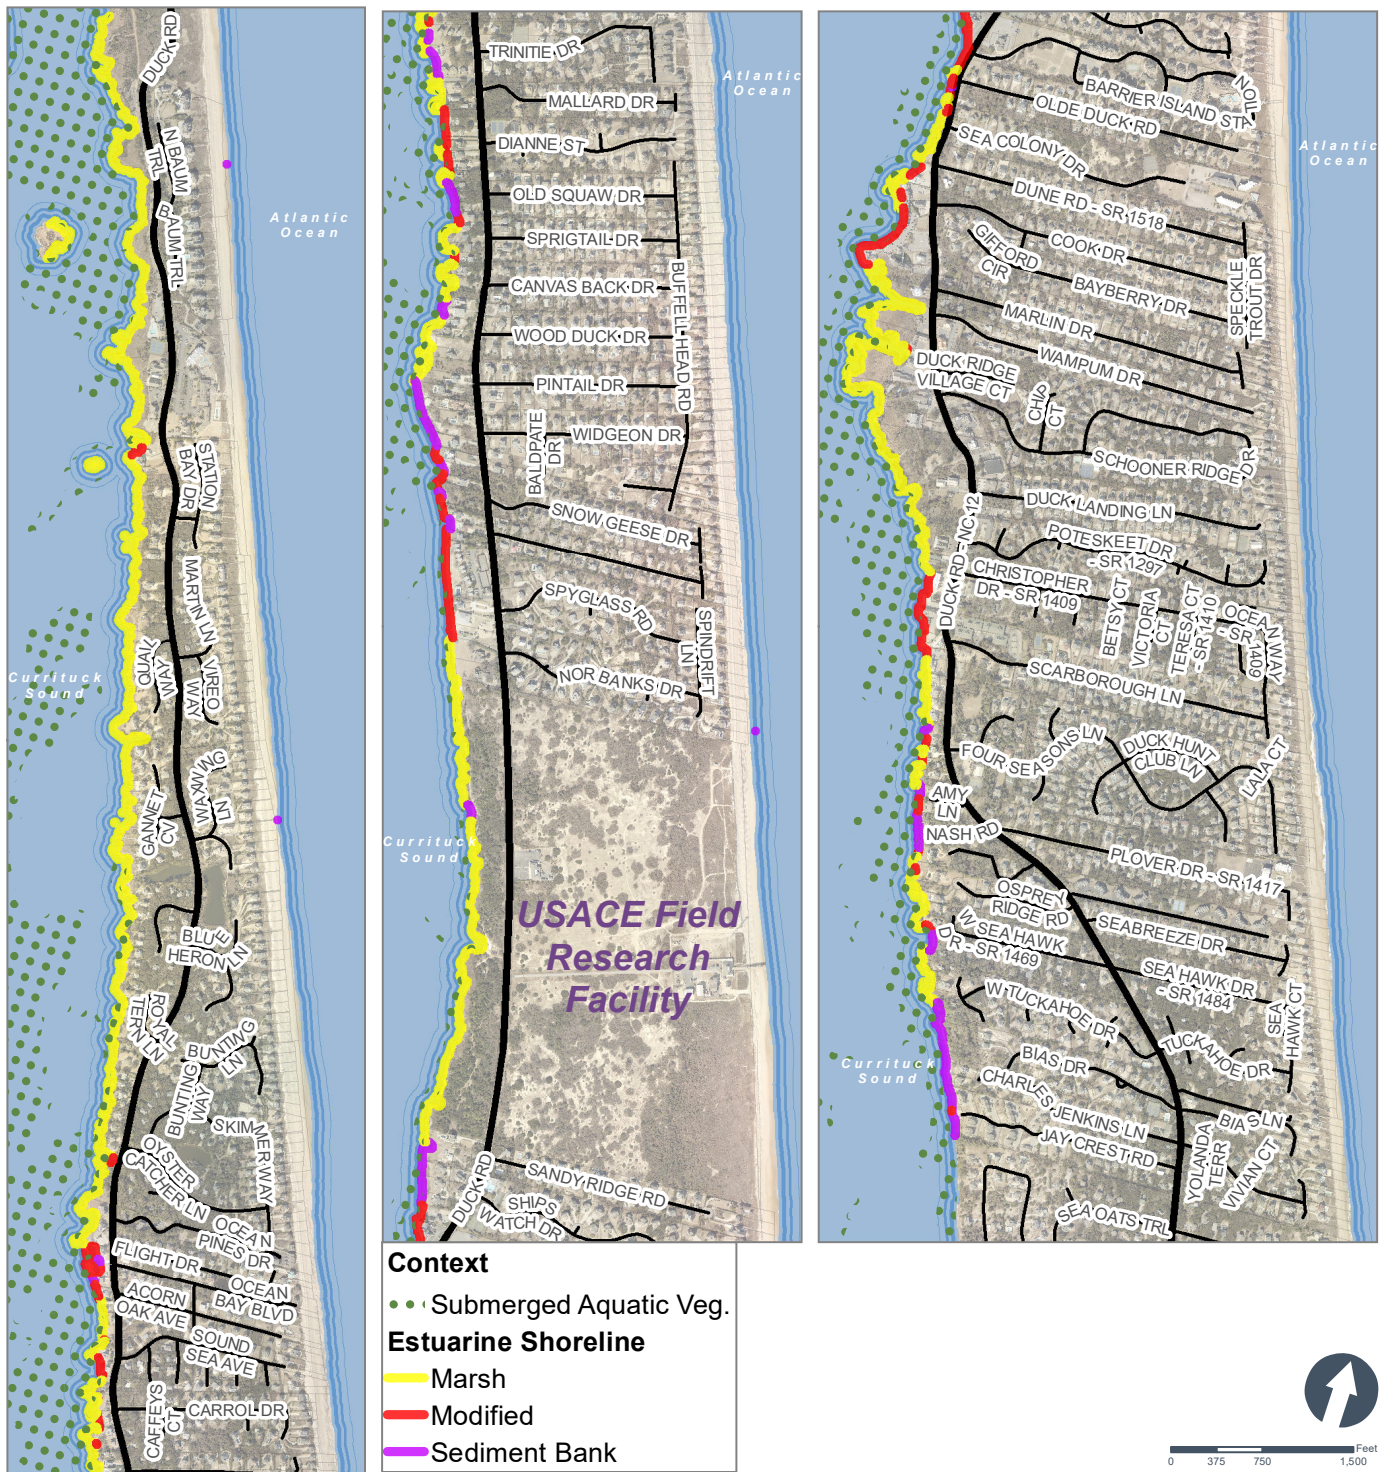 DUCK RD
N BAUM
TRL
BAUM TRL
Atlantic
Ocean
STATION
BAY DR
MARTIN LN
QUAIL
WAY
VIREO
WAY
Currituck
Sound
WAXWING
LN
GANNET
CV
BLUE
HERON LN
ROYAL
TERN LN
BUNTING
LN
BUNTING
WAY
SKIMMER WAY
OYSTER
CATCHER LN
OCEAN
PINES DR
FLIGHT DR
OCEAN
BAY BLVD
ACORN
OAK AVE
SOUND
SEA AVE
CAFFEYS
CT
CARROL DR
TRINITIE DR
Atlantic
Ocean
MALLARD DR
DIANNE ST
OLD SQUAW DR
SPRIGTAIL DR
CANVAS BACK DR
BUFFELL HEAD RD
WOOD DUCK DR
PINTAIL DR
BALDPATE
DR
WIDGEON DR
SNOW GEESE DR
SPYGLASS RD
SPINDRIFT
LN
NOR BANKS DR
Currituck
Sound
USACE Field
Research
Facility
DUCK RD
SANDY RIDGE RD
SHIPS
WATCH DR
Context
Submerged Aquatic Veg.
Estuarine Shoreline
Marsh
Modified
Sediment Bank
BARRIER ISLAND STA
OLDE DUCK RD
SEA COLONY DR
Atlantic
Ocean
DUNE RD - SR 1518
COOK DR
GIFFORD
CIR
BAYBERRY DR
SPECKLE
TROUT DR
MARLIN DR
WAMPUM DR
DUCK RIDGE
VILLAGE CT
CHIP
CT
SCHOONER RIDGE DR
DUCK LANDING LN
DUCK RD - NC 12
POTESKEET DR
- SR 1297
CHRISTOPHER
DR - SR 1409
BETSY CT
VICTORIA
CT
TERESA CT
- SR 1410
OCEAN WAY
- SR 1409
SCARBOROUGH LN
FOUR SEASONS LN
DUCK HUNT
CLUB LN
LALA CT
AMY
LN
NASH RD
PLOVER DR - SR 1417
OSPREY
RIDGE RD
SEABREEZE DR
W SEA HAWK
DR - SR 1469
SEA HAWK DR
- SR 1484
SEA
HAWK CT
W TUCKAHOE DR
TUCKAHOE DR
Currituck
Sound
BIAS DR
CHARLES
JENKINS LN
BIAS LN
JAY CREST RD
YOLANDA
TERR
VIVIAN CT
SEA OATS TRL
Feet
0 375 750 1,500